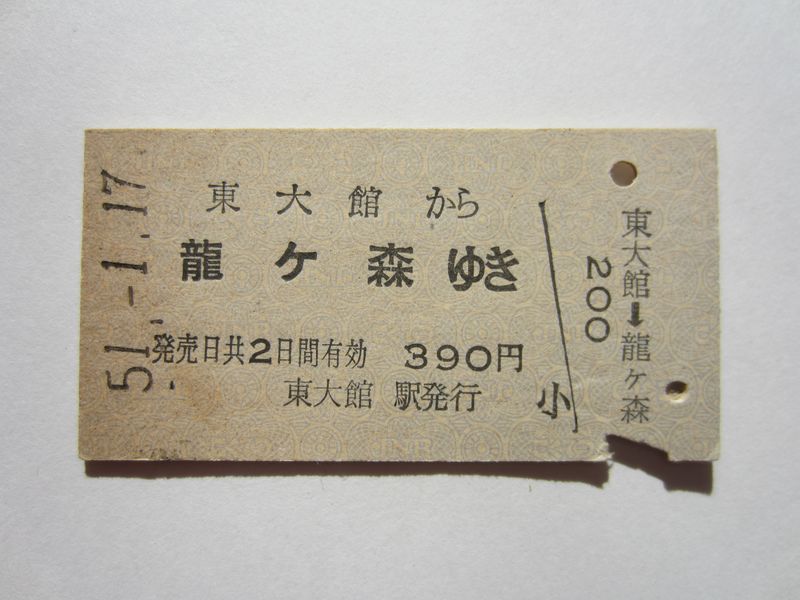 51.-1.17
東大館から
龍ケ森ゆき
発売日共2日間有効 390円
東大館 駅発行
小
200
東大館➡龍ケ森